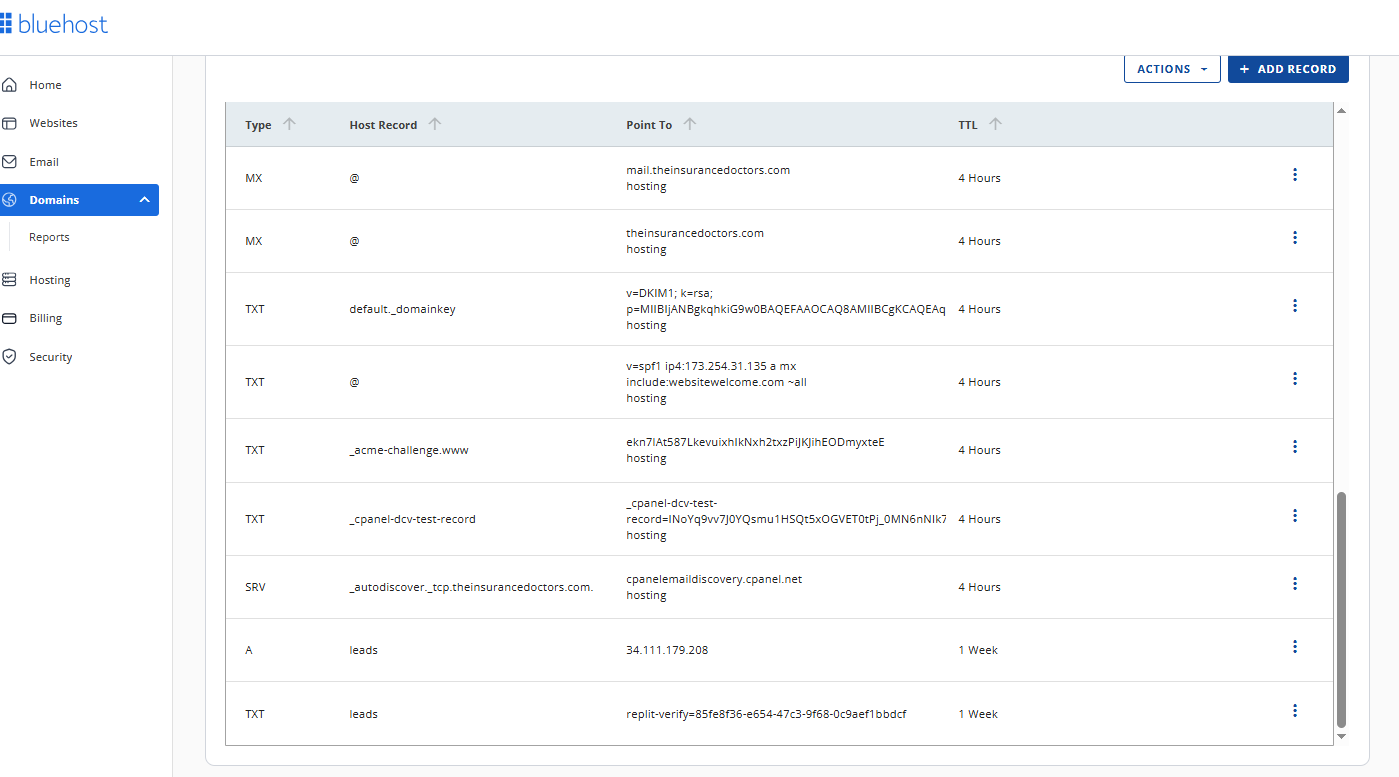 bluehost
ACTIONS
+ ADD RECORD
Home
Websites
Email
Domains
Reports
Hosting
Billing
Security
Type Host Record Point To TTL
MX @ mail.theinsurancedoctors.com 4 Hours
hosting
MX @ theinsurancedoctors.com 4 Hours
hosting
TXT default._domainkey v=DKIM1; k=rsa;
p=MIIBIjANBgkqhkiG9w0BAQEFAAOCAQ8AMIIBCgKCAQEAq 4 Hours
hosting
TXT @ v=spf1 ip4:173.254.31.135 a mx
include:websitewelcome.com ~all 4 Hours
hosting
TXT _acme-challenge.www ekn7IAt587LkevuixhIkNxh2txzPiJKJihEODmyxteE 4 Hours
hosting
TXT _cpanel-dcv-test-record _cpanel-dcv-test-
record=INoYq9vv7J0YQsmu1HSQt5xOGVET0tPj_0MN6nNIk7 4 Hours
hosting
SRV _autodiscover._tcp.theinsurancedoctors.com. cpanelemaildiscovery.cpanel.net 4 Hours
hosting
A leads 34.111.179.208 1 Week
TXT leads replit-verify=85fe8f36-e654-47c3-9f68-0c9aef1bbdcf 1 Week